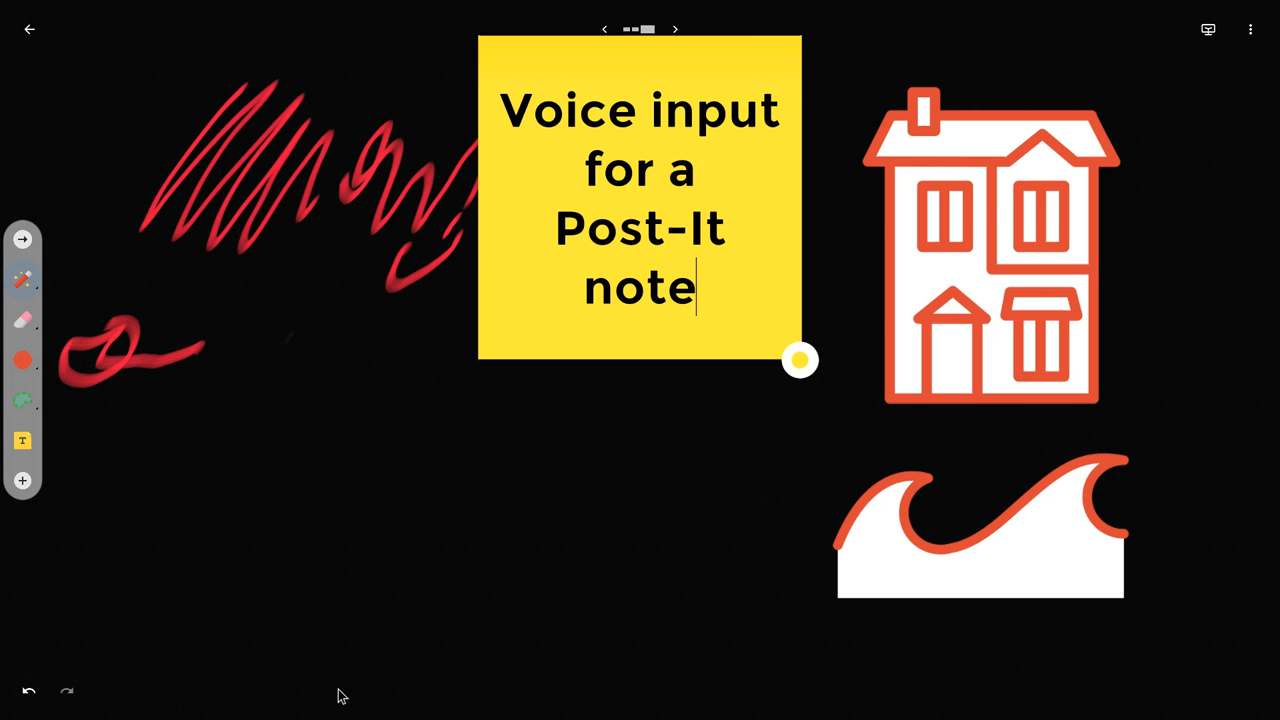 Voice input
for a
Post-It
note
T